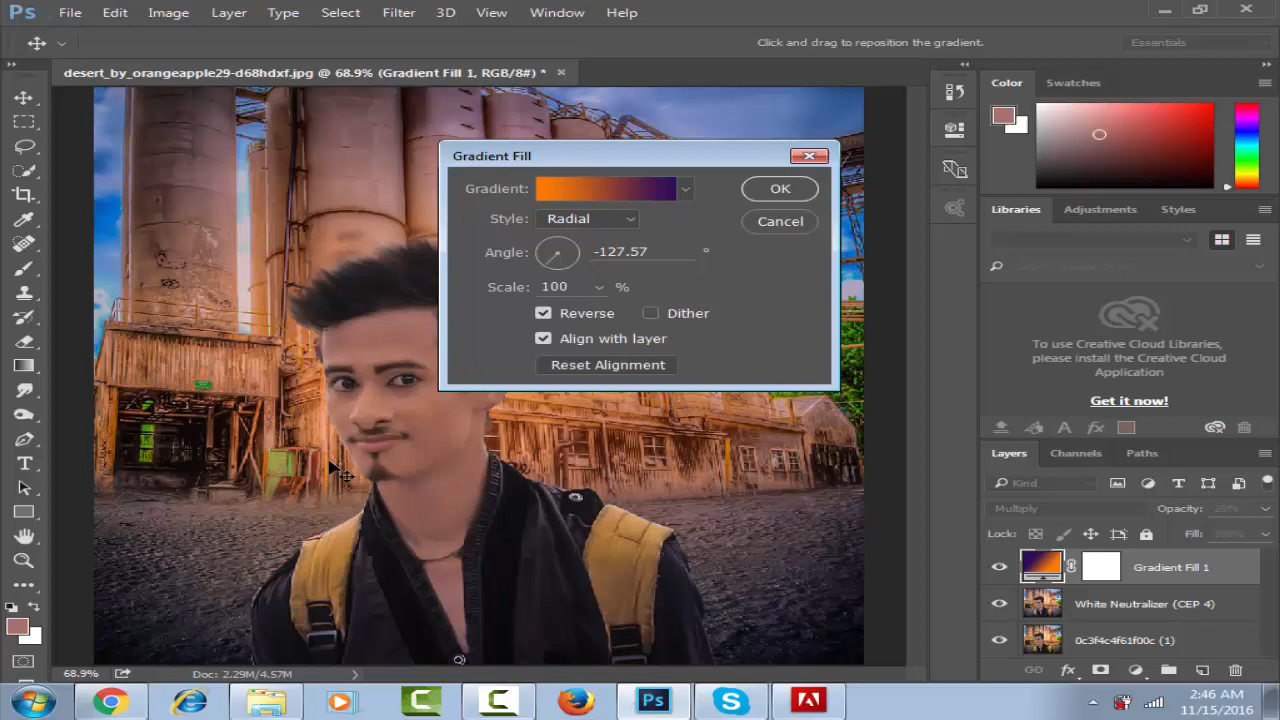 Ps File Edit Image Layer Type Select Filter 3D View Window Help
Click and drag to reposition the gradient. Essentials
desert_by_orangeapple29-d68hdxf.jpg @ 68.9% (Gradient Fill 1, RGB/8#) *
Color Swatches
Gradient Fill
Gradient: OK
Style: Radial
Cancel
Angle: -127.57 °
Scale: 100 %
Reverse Dither
Align with layer
Reset Alignment
Libraries Adjustments Styles
To use Creative Cloud Libraries,
please install the Creative Cloud
Application
Get it now!
Layers Channels Paths
Kind
Multiply Opacity: 28%
Lock: Fill: 100%
Gradient Fill 1
White Neutralizer (CEP 4)
0c3f4c4f61f00c (1)
68.9% Doc: 2.29M/4.57M
Ps
2:46 AM
11/15/2016